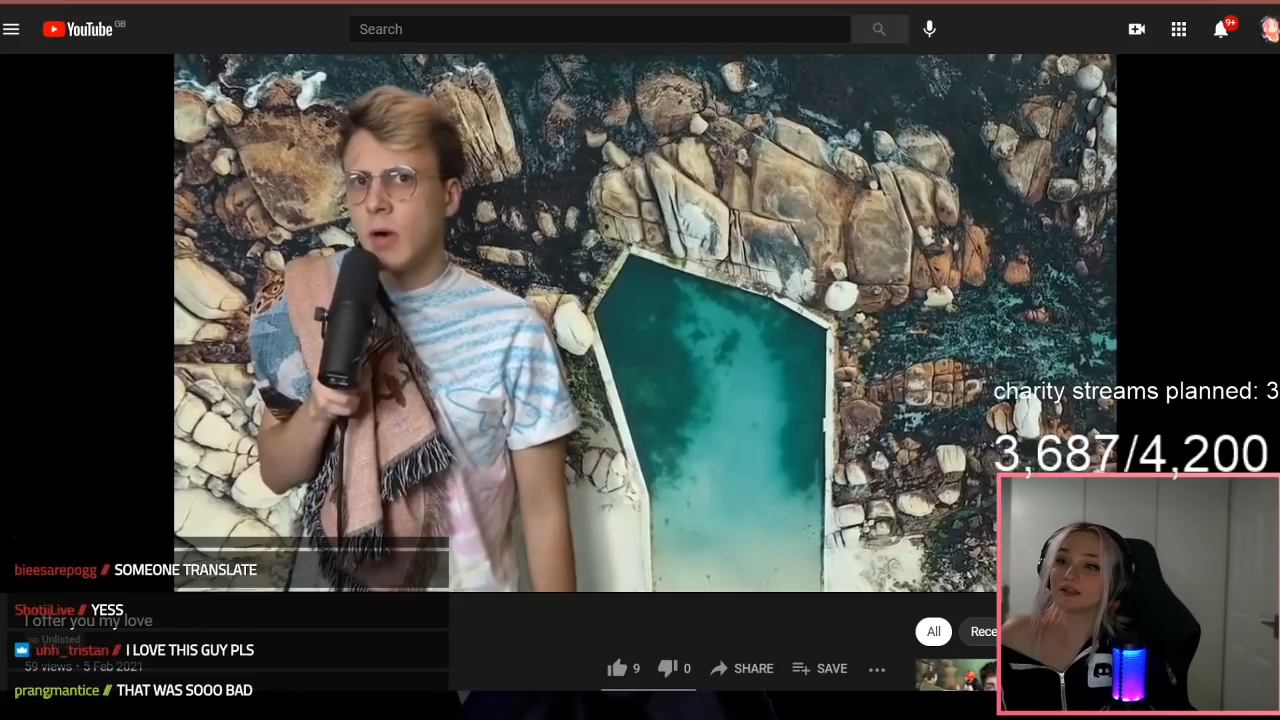 YouTube GB
Search
9+
charity streams planned: 3
3,687/4,200
bieesarepogg // SOMEONE TRANSLATE
ShotjiLive // YESS
I offer you my love
Unlisted
uhh_tristan // I LOVE THIS GUY PLS
59 views • 5 Feb 2021
prangmantice // THAT WAS SOOO BAD
9
0
SHARE
SAVE
All
Rece